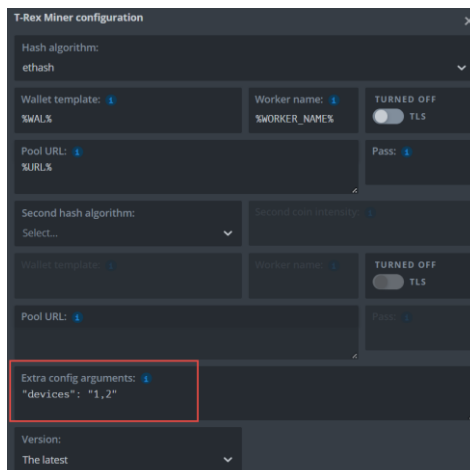 T-Rex Miner configuration
Hash algorithm:
ethash
Wallet template:
%WAL%
Worker name:
%WORKER_NAME%
TURNED OFF
TLS
Pool URL:
%URL%
Pass:
Second hash algorithm:
Select...
Second coin intensity:
Wallet template:
Worker name:
TURNED OFF
TLS
Pool URL:
Pass:
Extra config arguments:
"devices": "1,2"
Version:
The latest